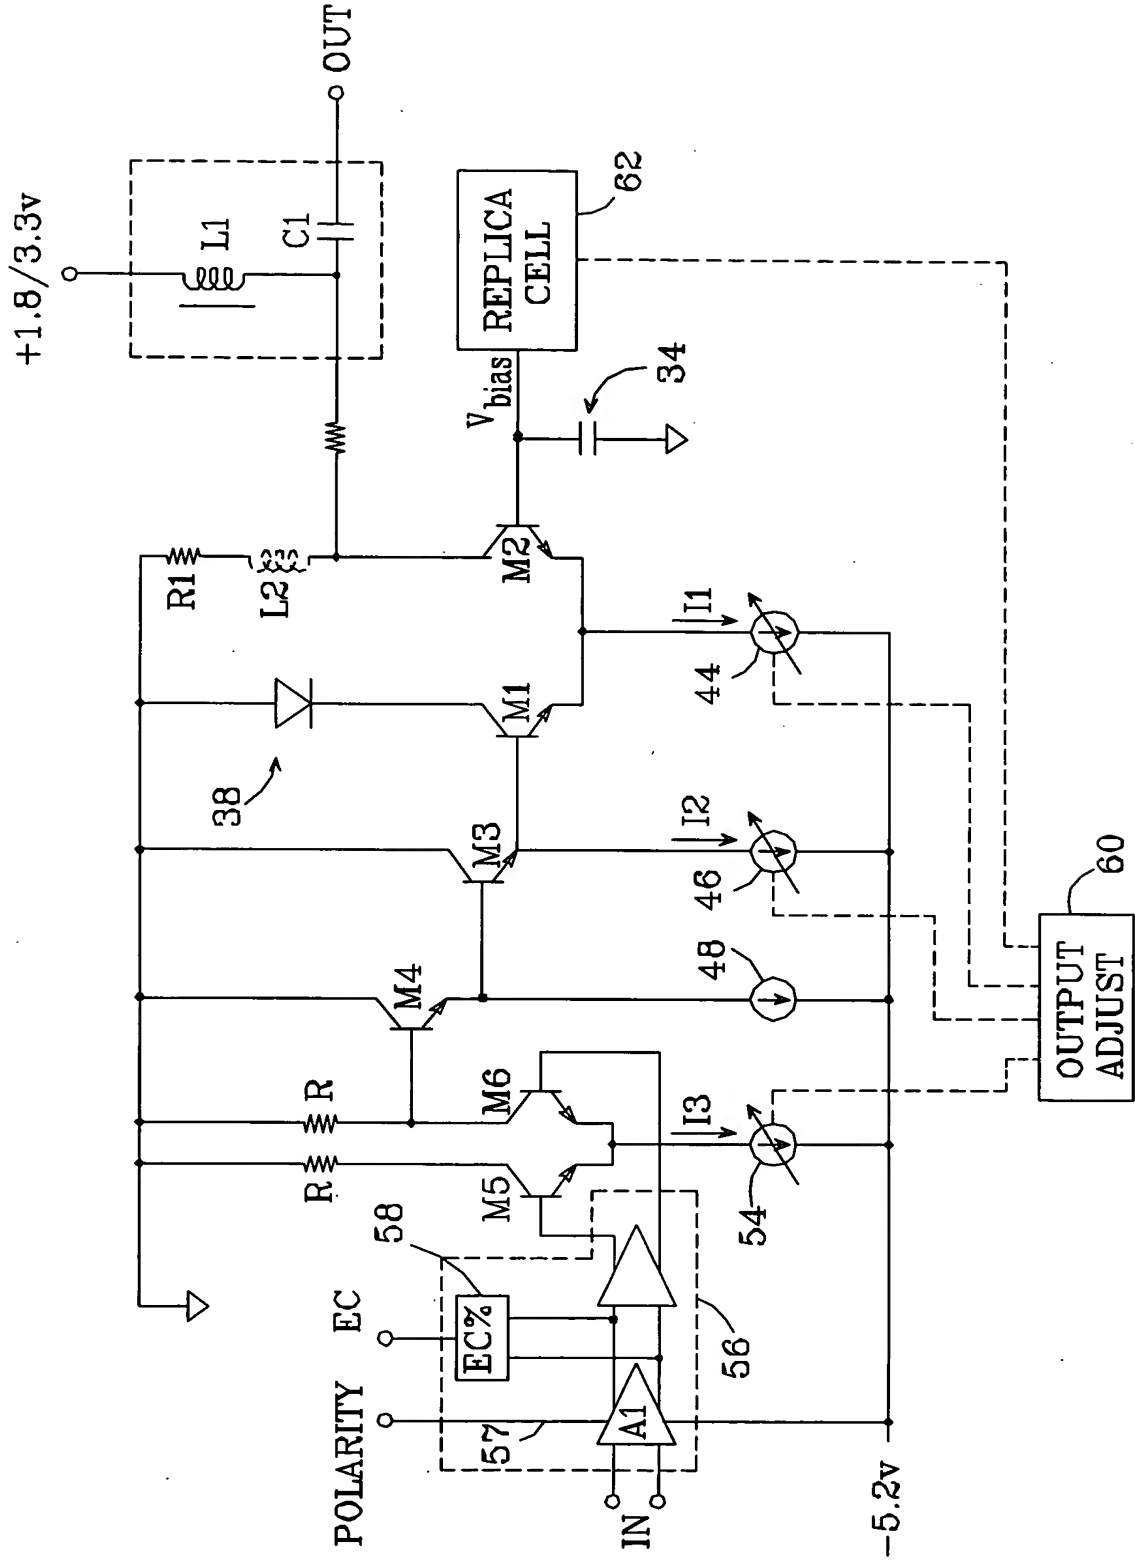 +1.8/3.3v
OUT
L1
C1
R1
L2
38
V bias
REPLICA
CELL
62
34
M2
M1
M3
M4
R
R
M6
M5
I1
44
I2
46
48
I3
54
58
EC
EC%
POLARITY
57
A1
56
IN
-5.2v
60
OUTPUT
ADJUST